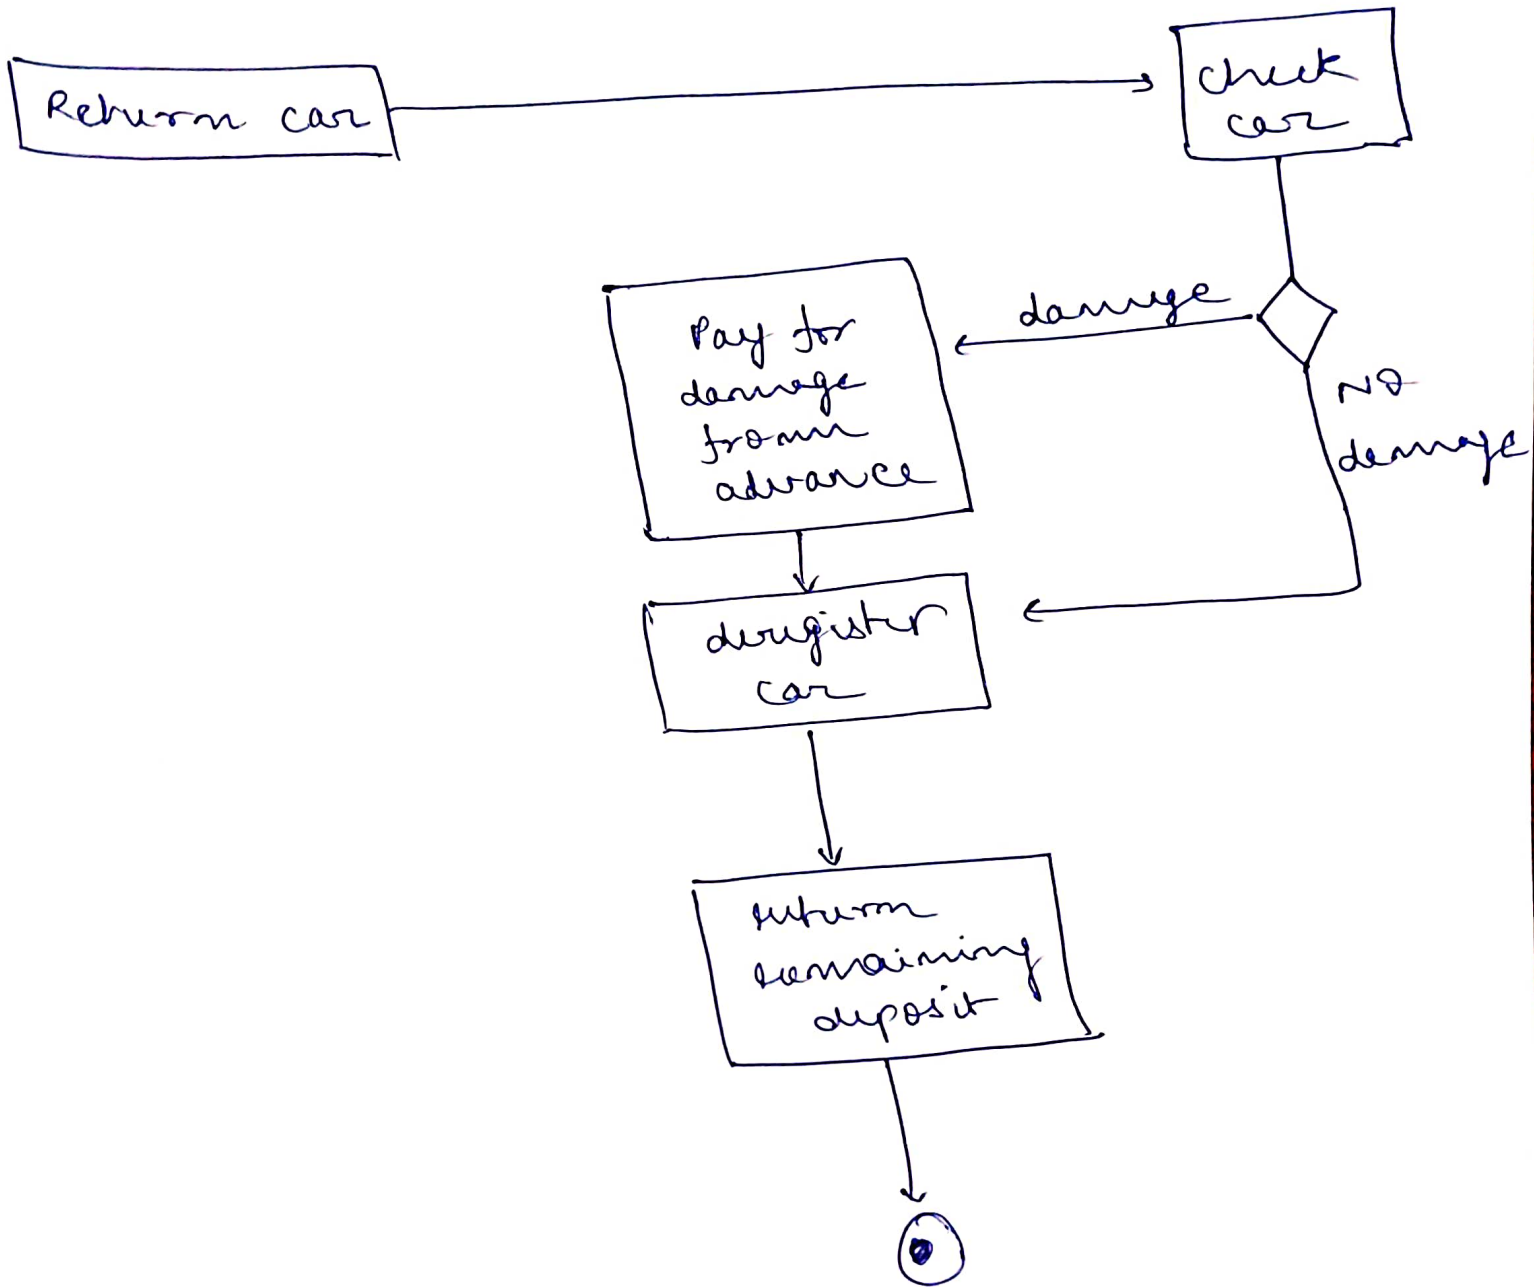 Return car
check
car
damage
Pay for
damage
from
advance
No
damage
deregister
car
return
remaining
deposit